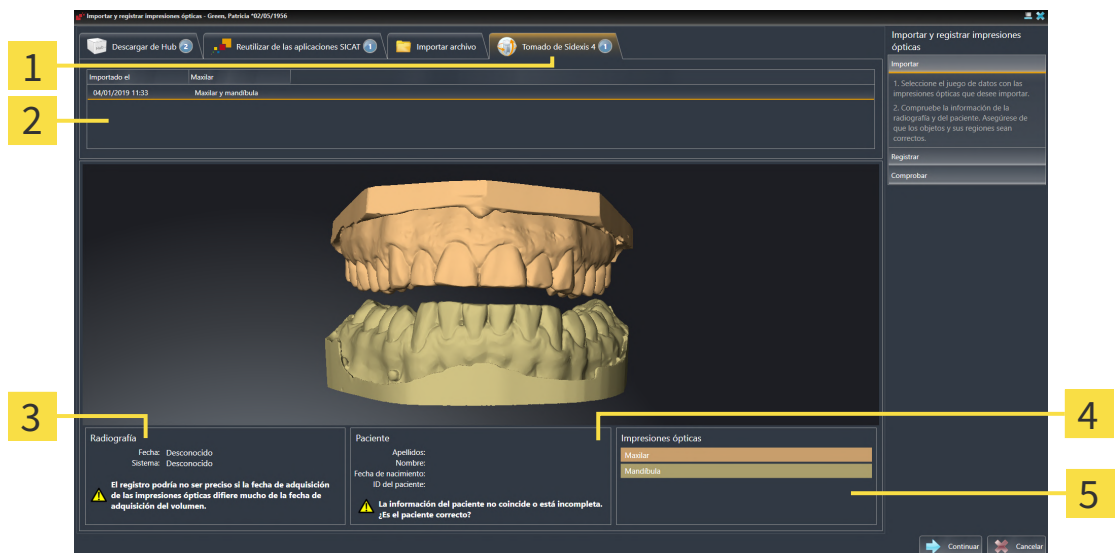 Importar y registrar impresiones ópticas - Green, Patricia *02/05/1956
Descargar de Hub 2
Reutilizar de las aplicaciones SICAT 1
Importar archivo
Tomado de Sidexis 4 1
Importado el Maxilar
04/01/2019 11:33 Maxilar y mandíbula
1
2
3
Radiografía
Fecha: Desconocido
Sistema: Desconocido
El registro podría no ser preciso si la fecha de adquisición
de las impresiones ópticas difiere mucho de la fecha de
adquisición del volumen.
Paciente
Apellidos:
Nombre:
Fecha de nacimiento:
ID del paciente:
La información del paciente no coincide o está incompleta.
¿Es el paciente correcto?
Impresiones ópticas
Maxilar
Mandíbula
4
5
Importar y registrar impresiones
ópticas
Importar
1. Seleccione el juego de datos con las
impresiones ópticas que desee importar.
2. Compruebe la información de la
radiografía y del paciente. Asegúrese de
que los objetos y sus regiones sean
correctos.
Registrar
Comprobar
Continuar
Cancelar